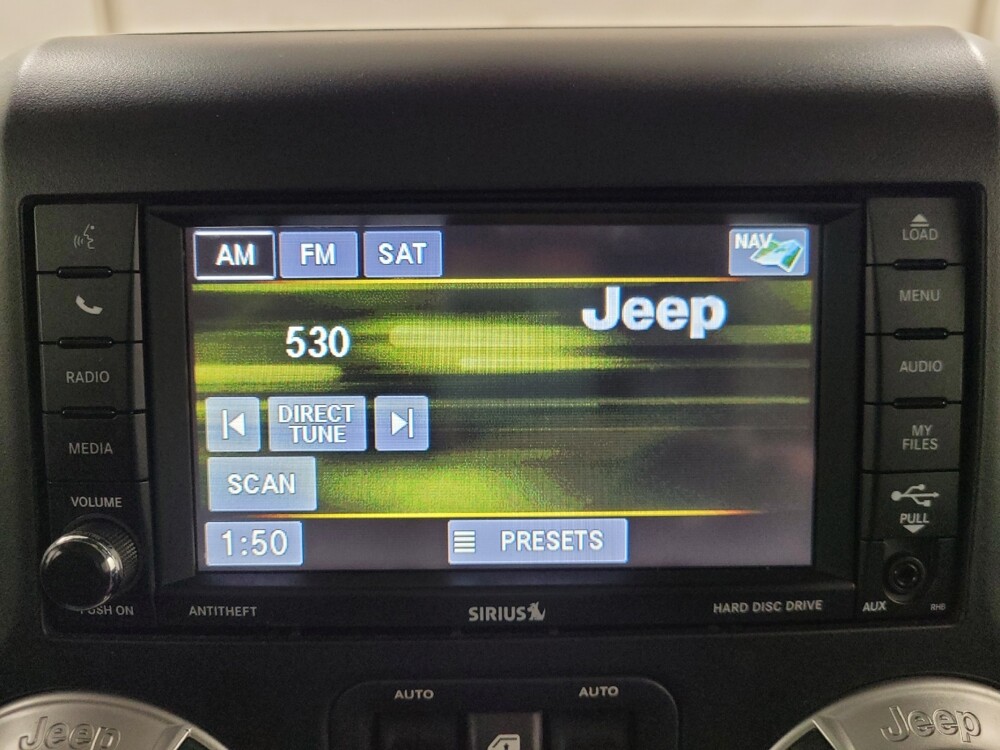 AM FM SAT NAV
LOAD
MENU
Jeep
530
RADIO
AUDIO
DIRECT
TUNE
MEDIA
MY
FILES
SCAN
VOLUME
PULL
1:50 PRESETS
PUSH ON
ANTITHEFT
SIRIUS
HARD DISC DRIVE
AUX
RHB
AUTO AUTO
Jeep Jeep